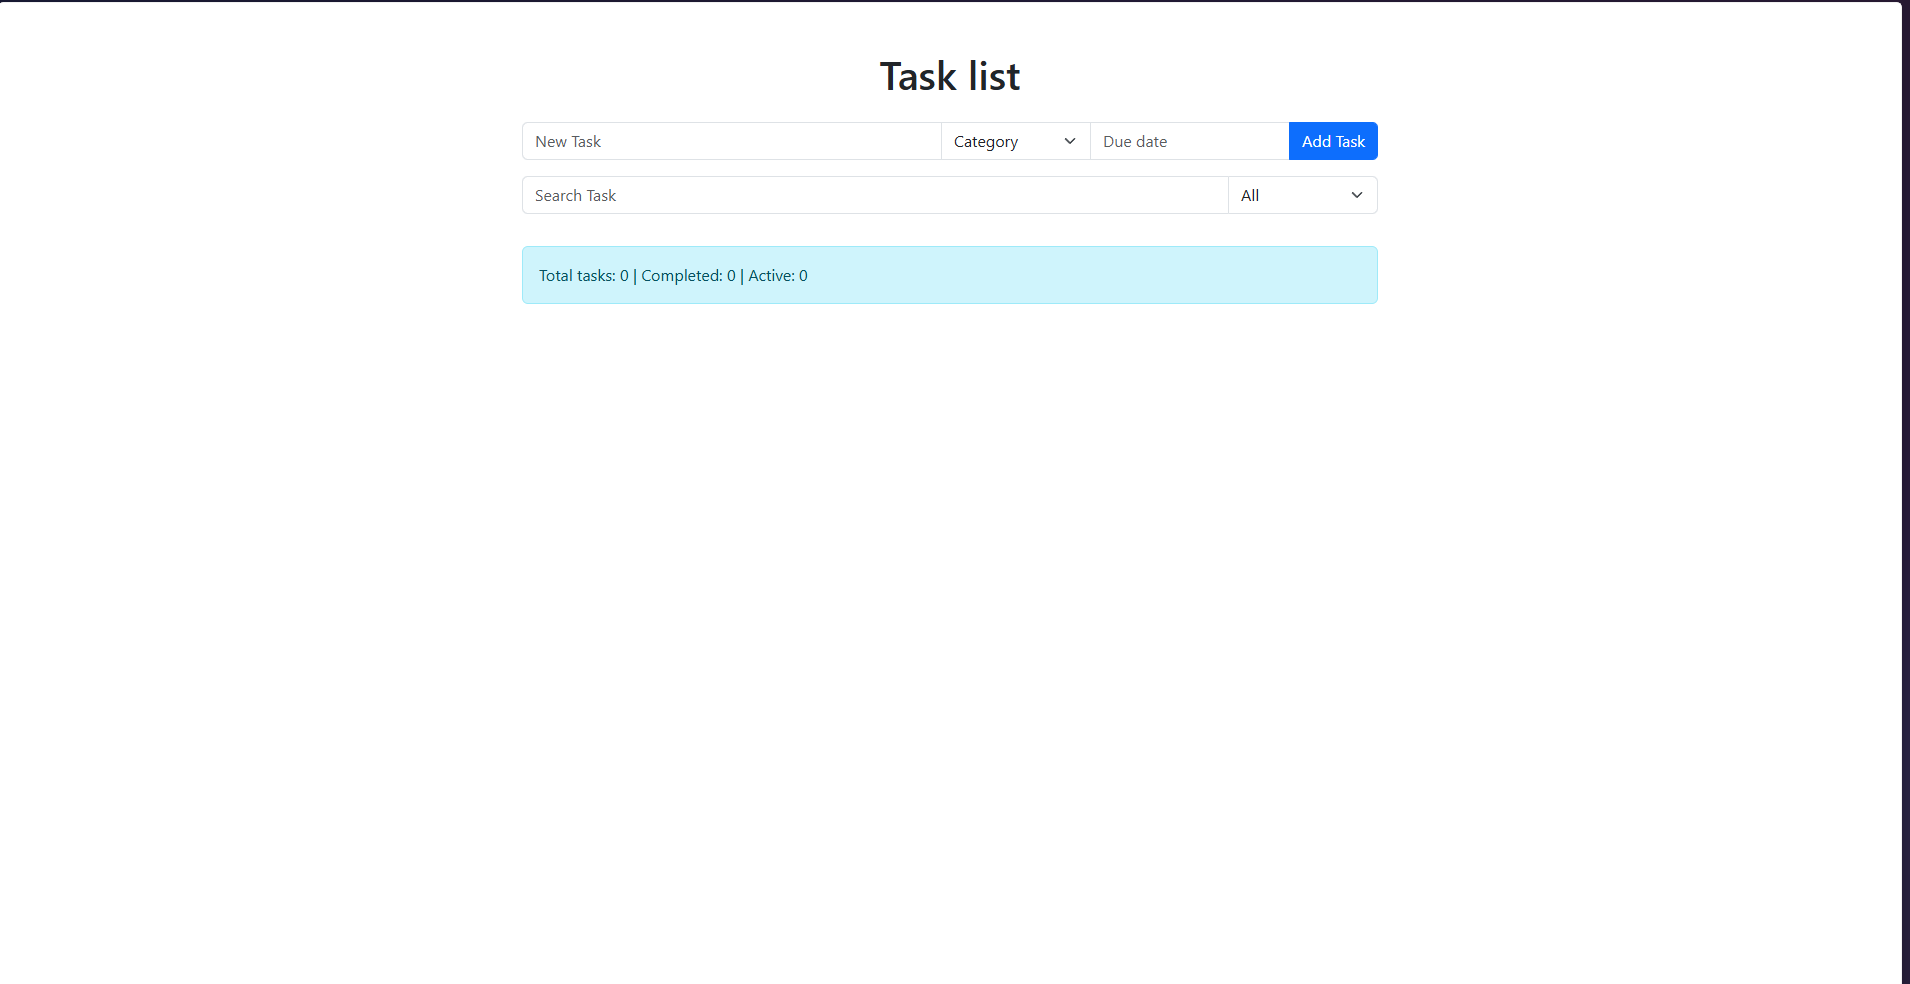 Task list
New Task Category Due date Add Task
Search Task All
Total tasks: 0 | Completed: 0 | Active: 0